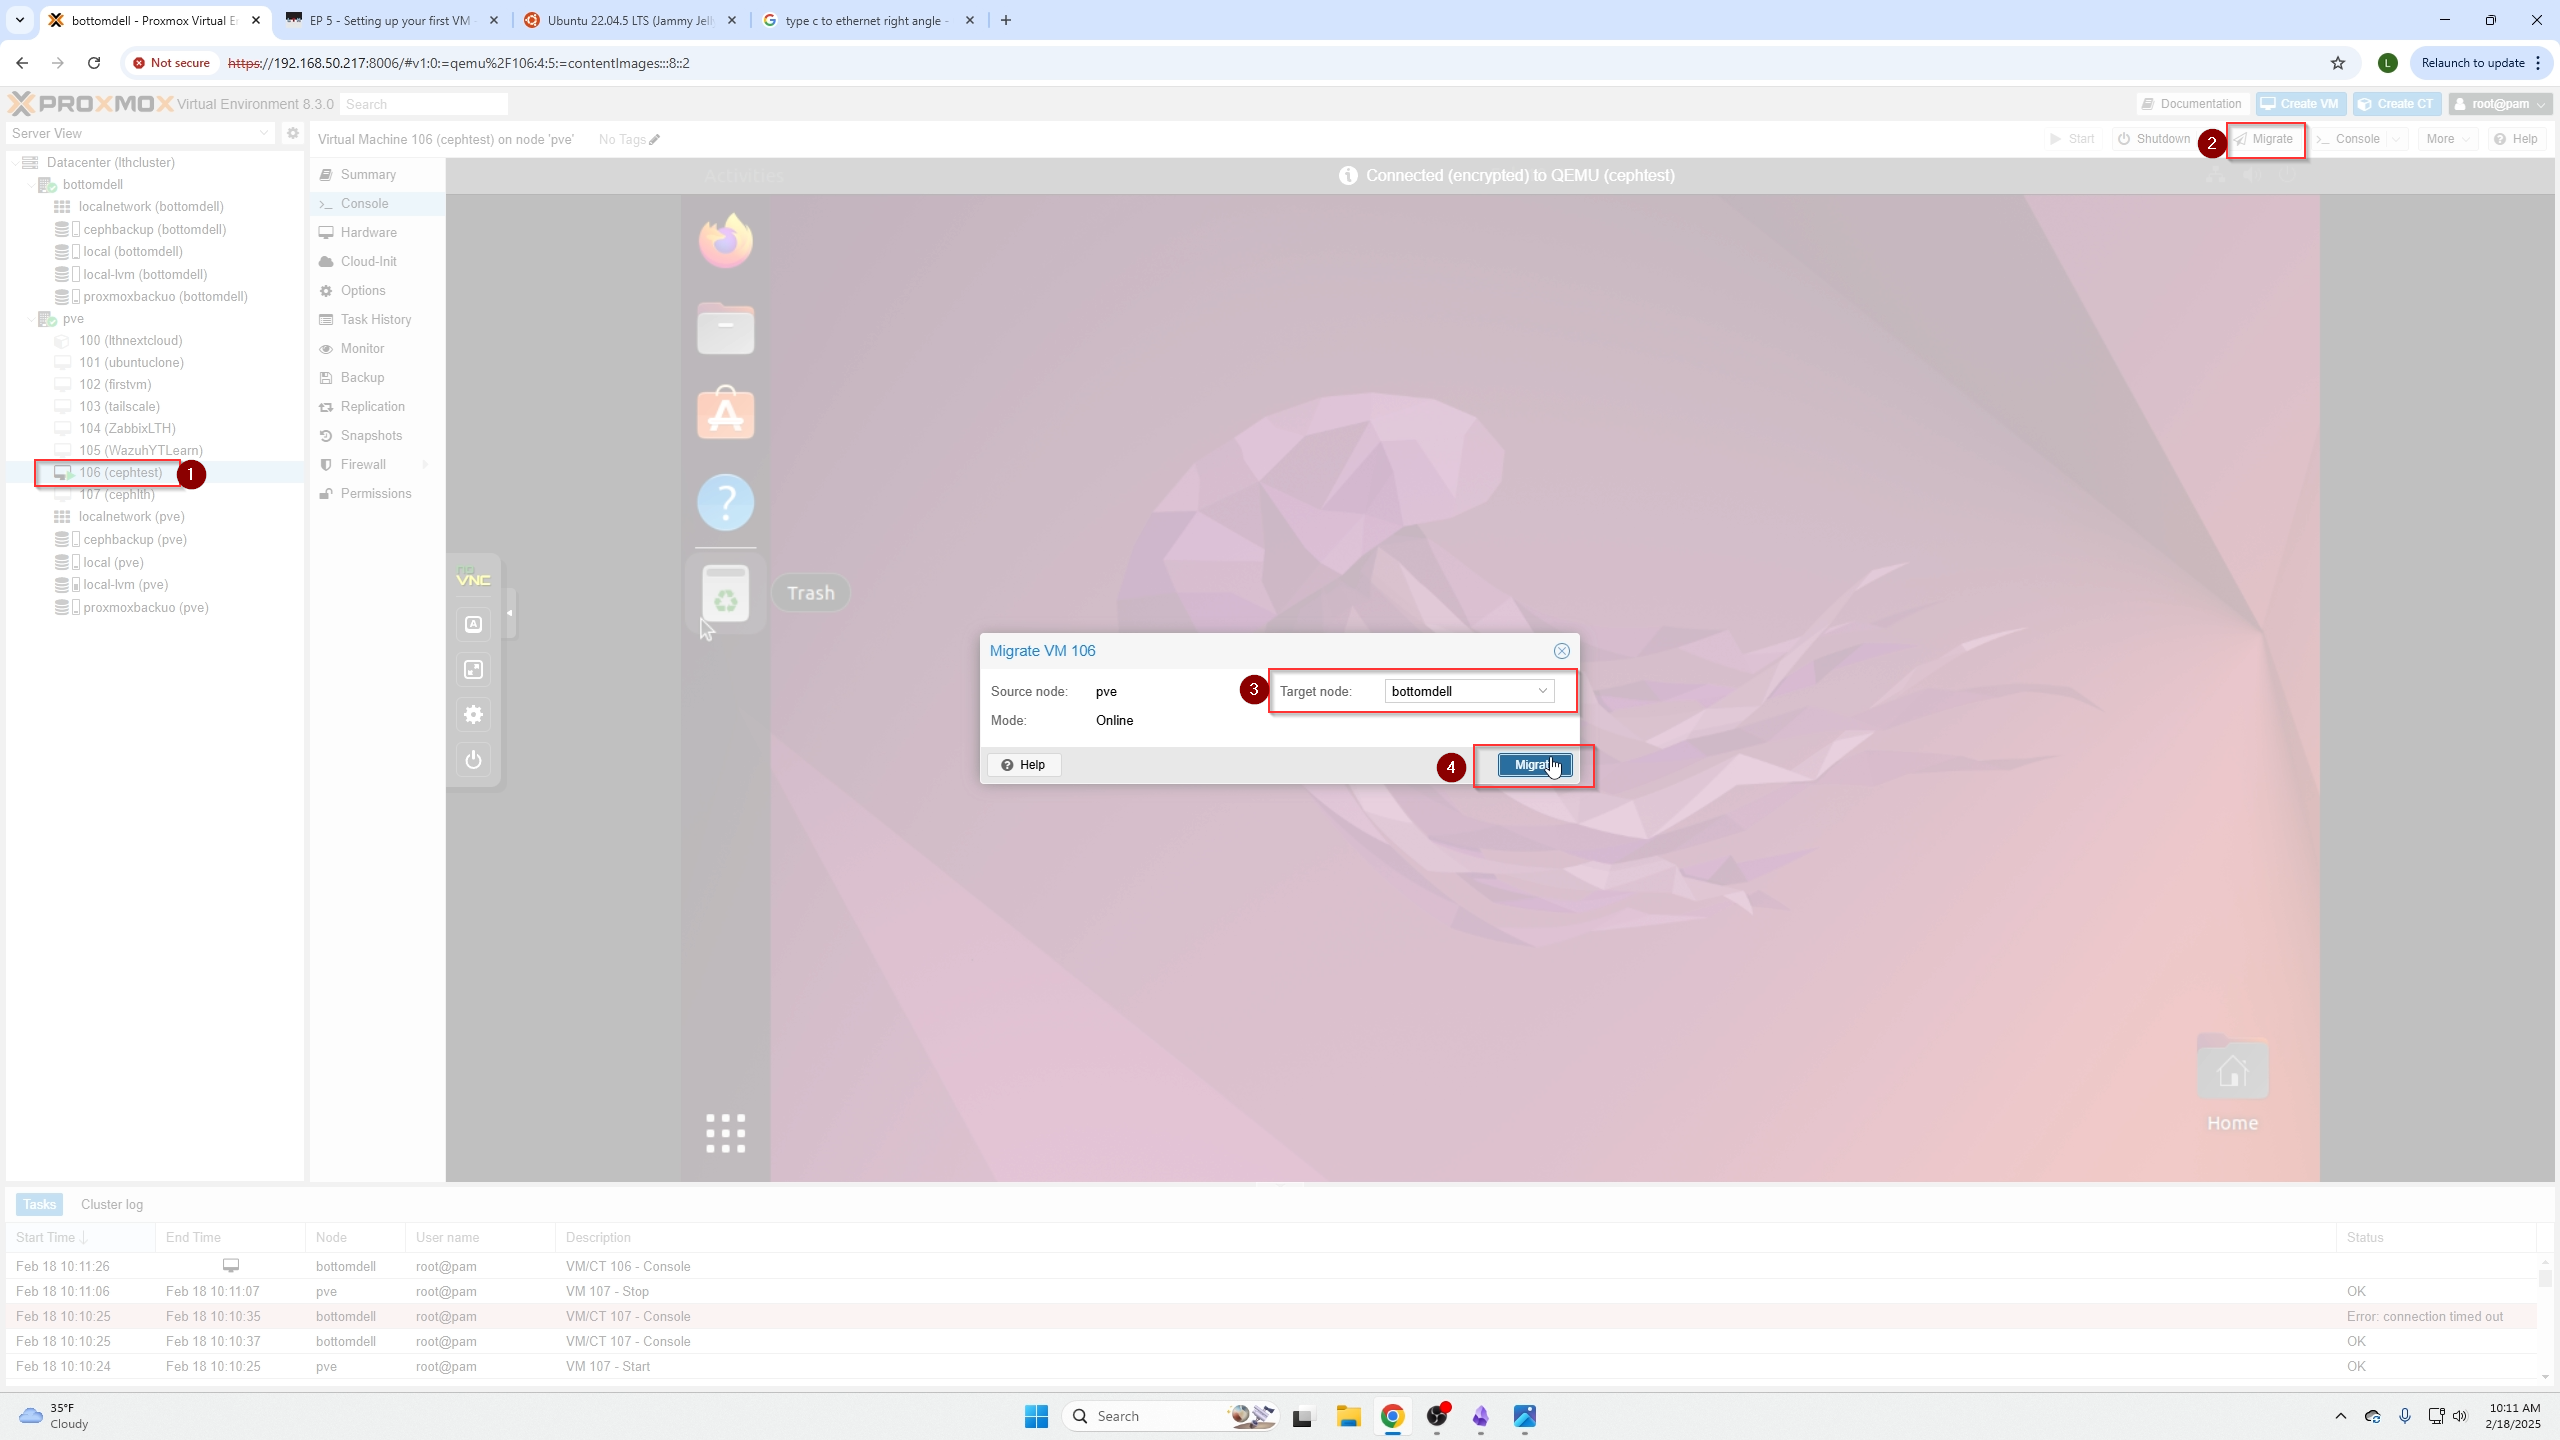 bottomdell - Proxmox Virtual E
EP 5 - Setting up your first VM
Ubuntu 22.04.5 LTS (Jammy Jell
type c to ethernet right angle -
Not secure
https://192.168.50.217:8006/#v1:0:=qemu%2F106:4:5:=contentImages:::8::2
L
Relaunch to update
PROXMOX Virtual Environment 8.3.0
Search
Documentation
Create VM
Create CT
root@pam
Server View
Virtual Machine 106 (cephtest) on node 'pve'
No Tags
Start
Shutdown
2
Migrate
Console
More
Help
Datacenter (lthcluster)
bottomdell
localnetwork (bottomdell)
cephbackup (bottomdell)
local (bottomdell)
local-lvm (bottomdell)
proxmoxbackuo (bottomdell)
pve
100 (lthnextcloud)
101 (ubuntuclone)
102 (firstvm)
103 (tailscale)
104 (ZabbixLTH)
105 (WazuhYTLearn)
106 (cephtest)
1
107 (cephlth)
localnetwork (pve)
cephbackup (pve)
local (pve)
local-lvm (pve)
proxmoxbackuo (pve)
Summary
Console
Hardware
Cloud-Init
Options
Task History
Monitor
Backup
Replication
Snapshots
Firewall
Permissions
Activities
Connected (encrypted) to QEMU (cephtest)
no
VNC
A
Trash
Home
Migrate VM 106
Source node: pve
3
Target node: bottomdell
Mode: Online
Help
4
Migrate
Tasks
Cluster log
Start Time
End Time
Node
User name
Description
Status
Feb 18 10:11:26 bottomdell root@pam VM/CT 106 - Console
Feb 18 10:11:06 Feb 18 10:11:07 pve root@pam VM 107 - Stop OK
Feb 18 10:10:25 Feb 18 10:10:35 bottomdell root@pam VM/CT 107 - Console Error: connection timed out
Feb 18 10:10:25 Feb 18 10:10:37 bottomdell root@pam VM/CT 107 - Console OK
Feb 18 10:10:24 Feb 18 10:10:25 pve root@pam VM 107 - Start OK
35°F
Cloudy
Search
10:11 AM
2/18/2025